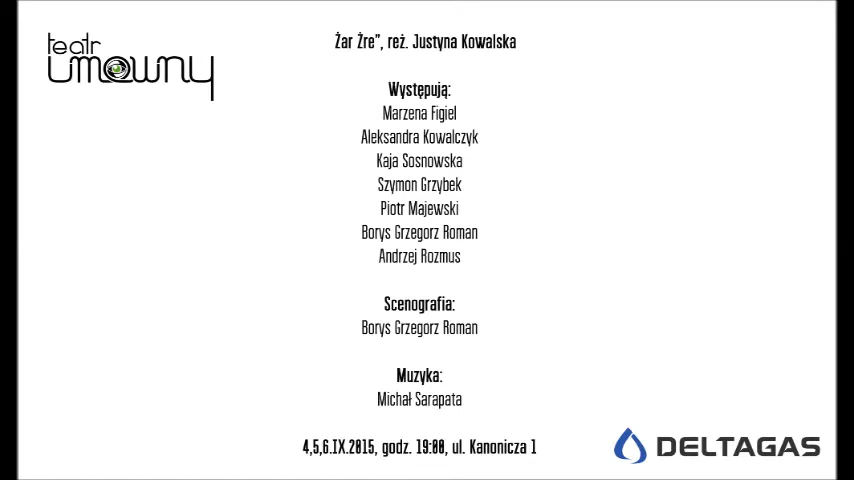 teatr
umowny
Żar Żre", reż. Justyna Kowalska
Występują:
Marzena Figiel
Aleksandra Kowalczyk
Kaja Sosnowska
Szymon Grzybek
Piotr Majewski
Borys Grzegorz Roman
Andrzej Rozmus
Scenografia:
Borys Grzegorz Roman
Muzyka:
Michał Sarapata
4,5,6.IX.2015, godz. 19:00, ul. Kanonicza 1
DELTAGAS